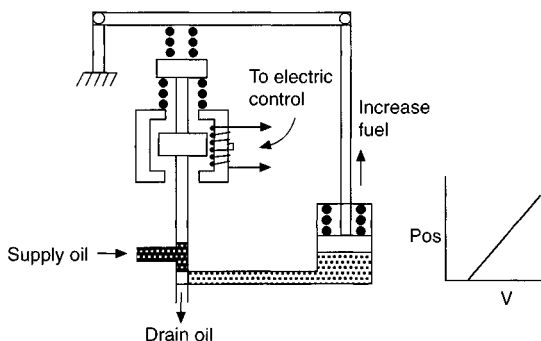 To electric
control
Increase
fuel
Supply oil
Drain oil
Pos
V